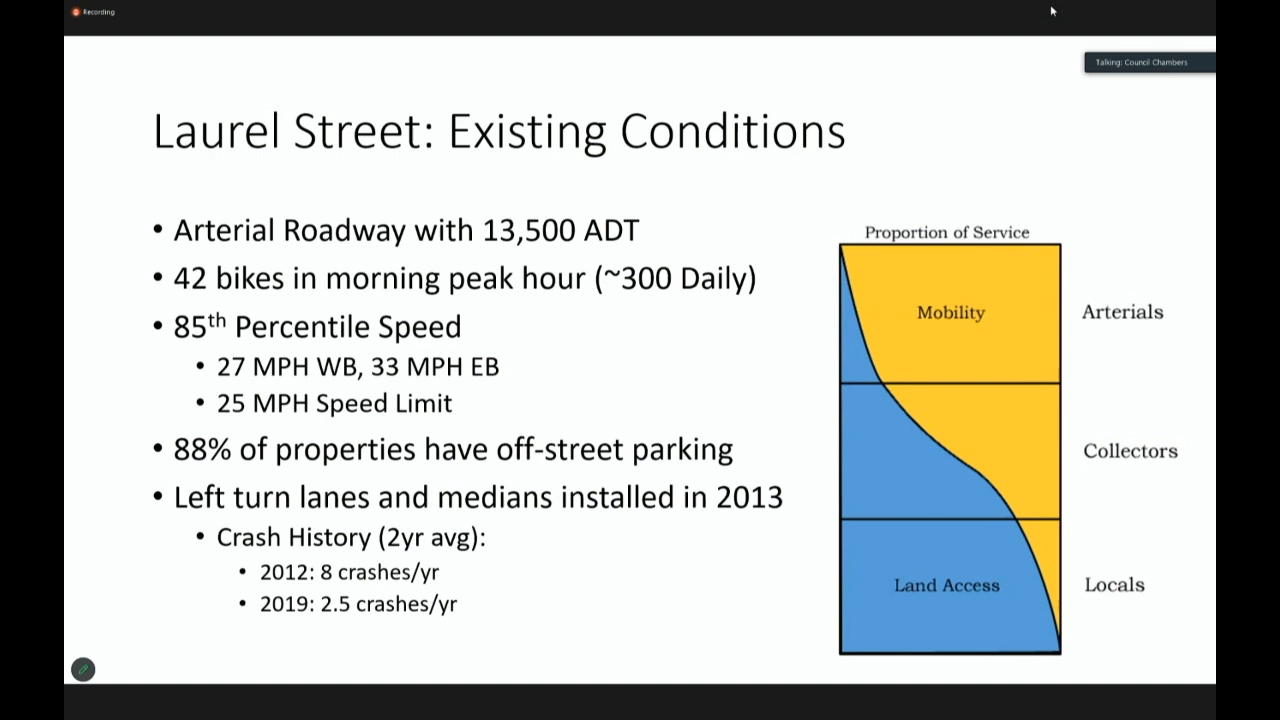 Recording
Talking: Council Chambers
Laurel Street: Existing Conditions
• Arterial Roadway with 13,500 ADT
• 42 bikes in morning peak hour (~300 Daily)
• 85th Percentile Speed
• 27 MPH WB, 33 MPH EB
• 25 MPH Speed Limit
• 88% of properties have off-street parking
• Left turn lanes and medians installed in 2013
• Crash History (2yr avg):
• 2012: 8 crashes/yr
• 2019: 2.5 crashes/yr
Proportion of Service
Mobility
Arterials
Collectors
Land Access
Locals